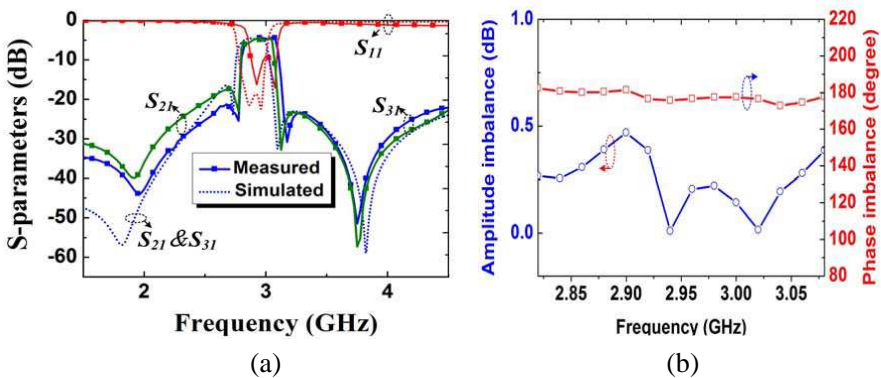 S-parameters (dB)
0
-10
-20
-30
-40
-50
-60
S11
S21
S31
Measured
Simulated
S21 &S31
2
3
4
Frequency (GHz)
(a)
Amplitude imbalance (dB)
1.0
0.5
0.0
2.85
2.90
2.95
3.00
3.05
Frequency (GHz)
220
200
180
160
140
120
100
80
Phase imbalance (degree)
(b)